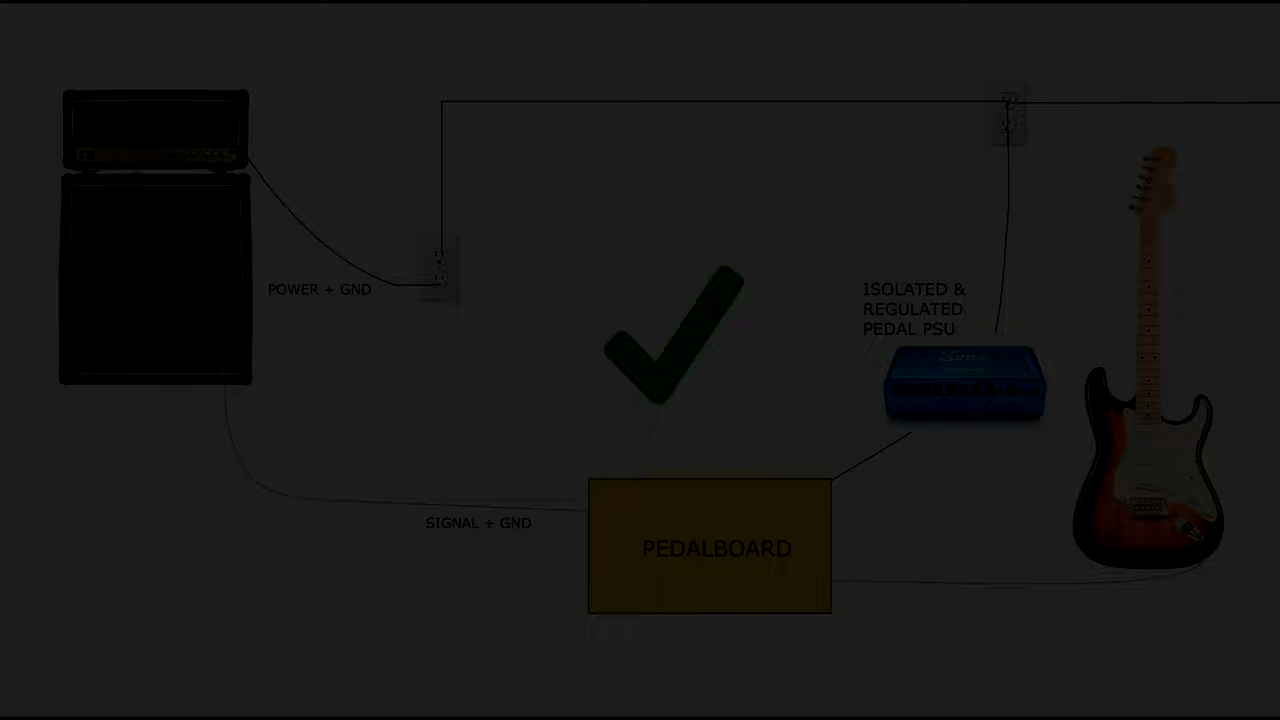 POWER + GND
ISOLATED &
REGULATED
PEDAL PSU
SIGNAL + GND
PEDALBOARD